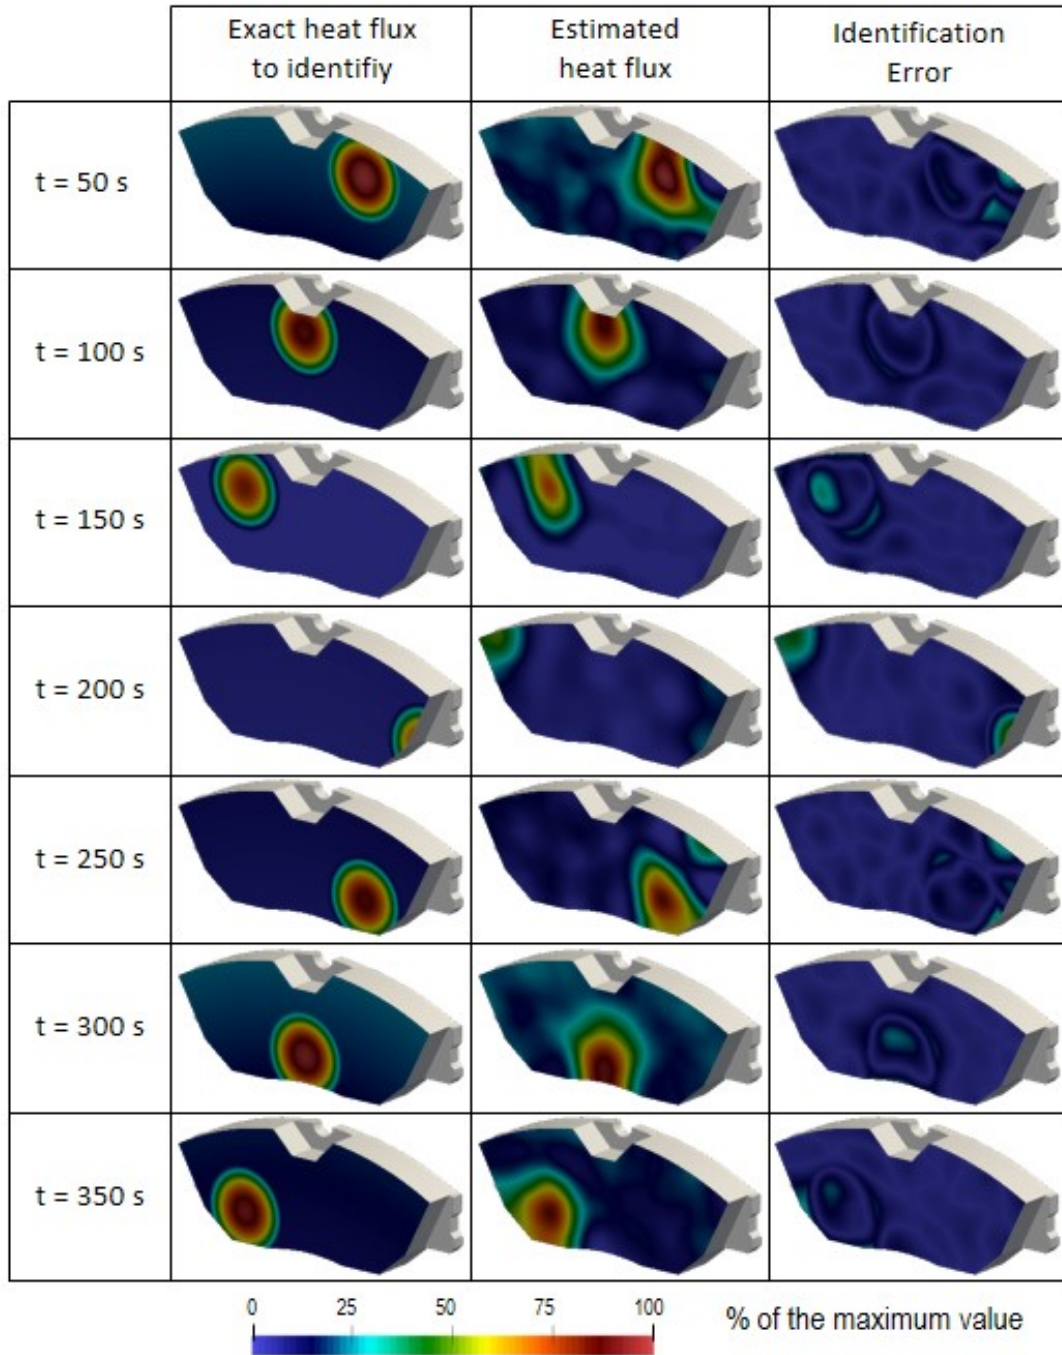 Exact heat flux
to identifiy
Estimated
heat flux
Identification
Error
t = 50 s
t = 100 s
t = 150 s
t = 200 s
t = 250 s
t = 300 s
t = 350 s
0 25 50 75 100
% of the maximum value